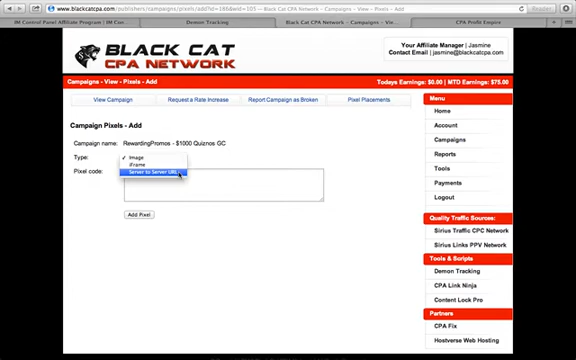 www.blackcatcpa.com/publishers/campaigns/pixels/add?id=166&wid=105
Reader
IM Control Panel Affiliate Program | IM Con...
Demon Tracking
Black Cat CPA Network - Campaigns - Vie...
CPA Profit Empire
BLACK CAT
CPA NETWORK
Your Affiliate Manager | Jasmine
Contact Email | jasmine@blackcatcpa.com
Campaigns - View - Pixels - Add
Todays Earnings: $0.00 | MTD Earnings: $75.00
View Campaign
Request a Rate Increase
Report Campaign as Broken
Pixel Placements
Campaign Pixels - Add
Campaign name: RewardingPromos - $1000 Quiznos GC
Type:
✓ Image
iFrame
Server to Server URL
Pixel code:
Add Pixel
Menu
Home
Account
Campaigns
Reports
Tools
Payments
Logout
Quality Traffic Sources:
Sirius Traffic CPC Network
Sirius Links PPV Network
Tools & Scripts
Demon Tracking
CPA Link Ninja
Content Lock Pro
Partners
CPA Fix
Hostverse Web Hosting